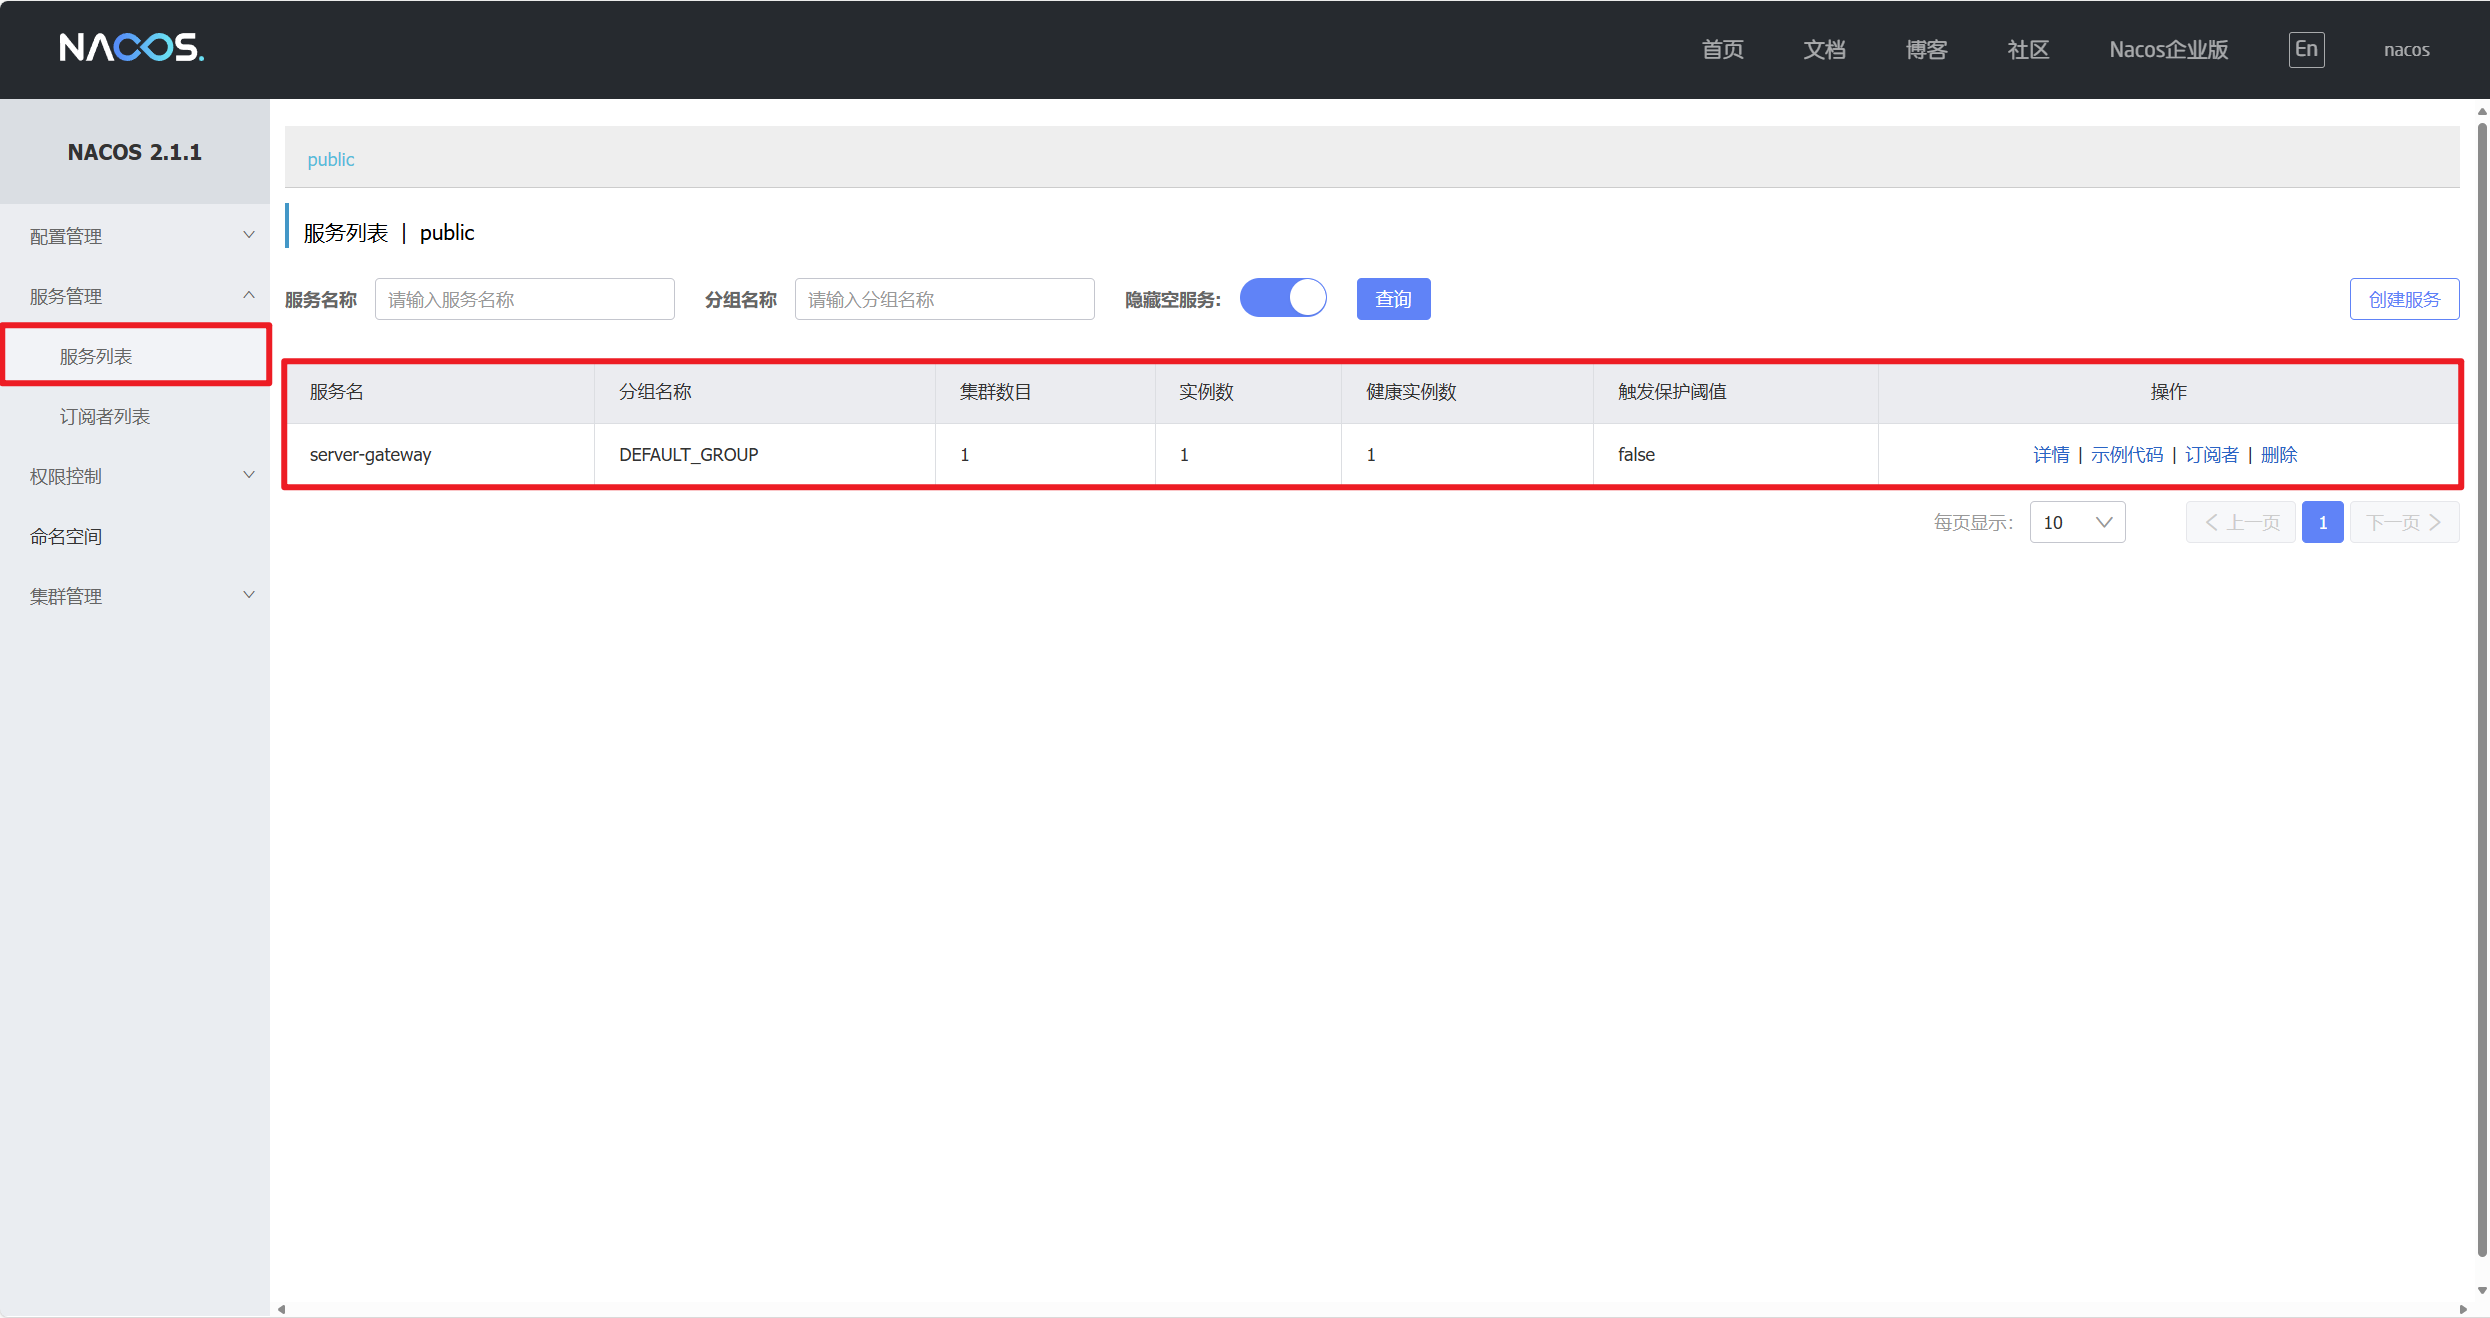 NACOS.
首页 文档 博客 社区 Nacos企业版 En nacos
NACOS 2.1.1
配置管理
服务管理
服务列表
订阅者列表
权限控制
命名空间
集群管理
public
服务列表 | public
服务名称 请输入服务名称 分组名称 请输入分组名称 隐藏空服务: 查询 创建服务
服务名 分组名称 集群数目 实例数 健康实例数 触发保护阈值 操作
server-gateway DEFAULT_GROUP 1 1 1 false 详情 | 示例代码 | 订阅者 | 删除
每页显示: 10 上一页 1 下一页